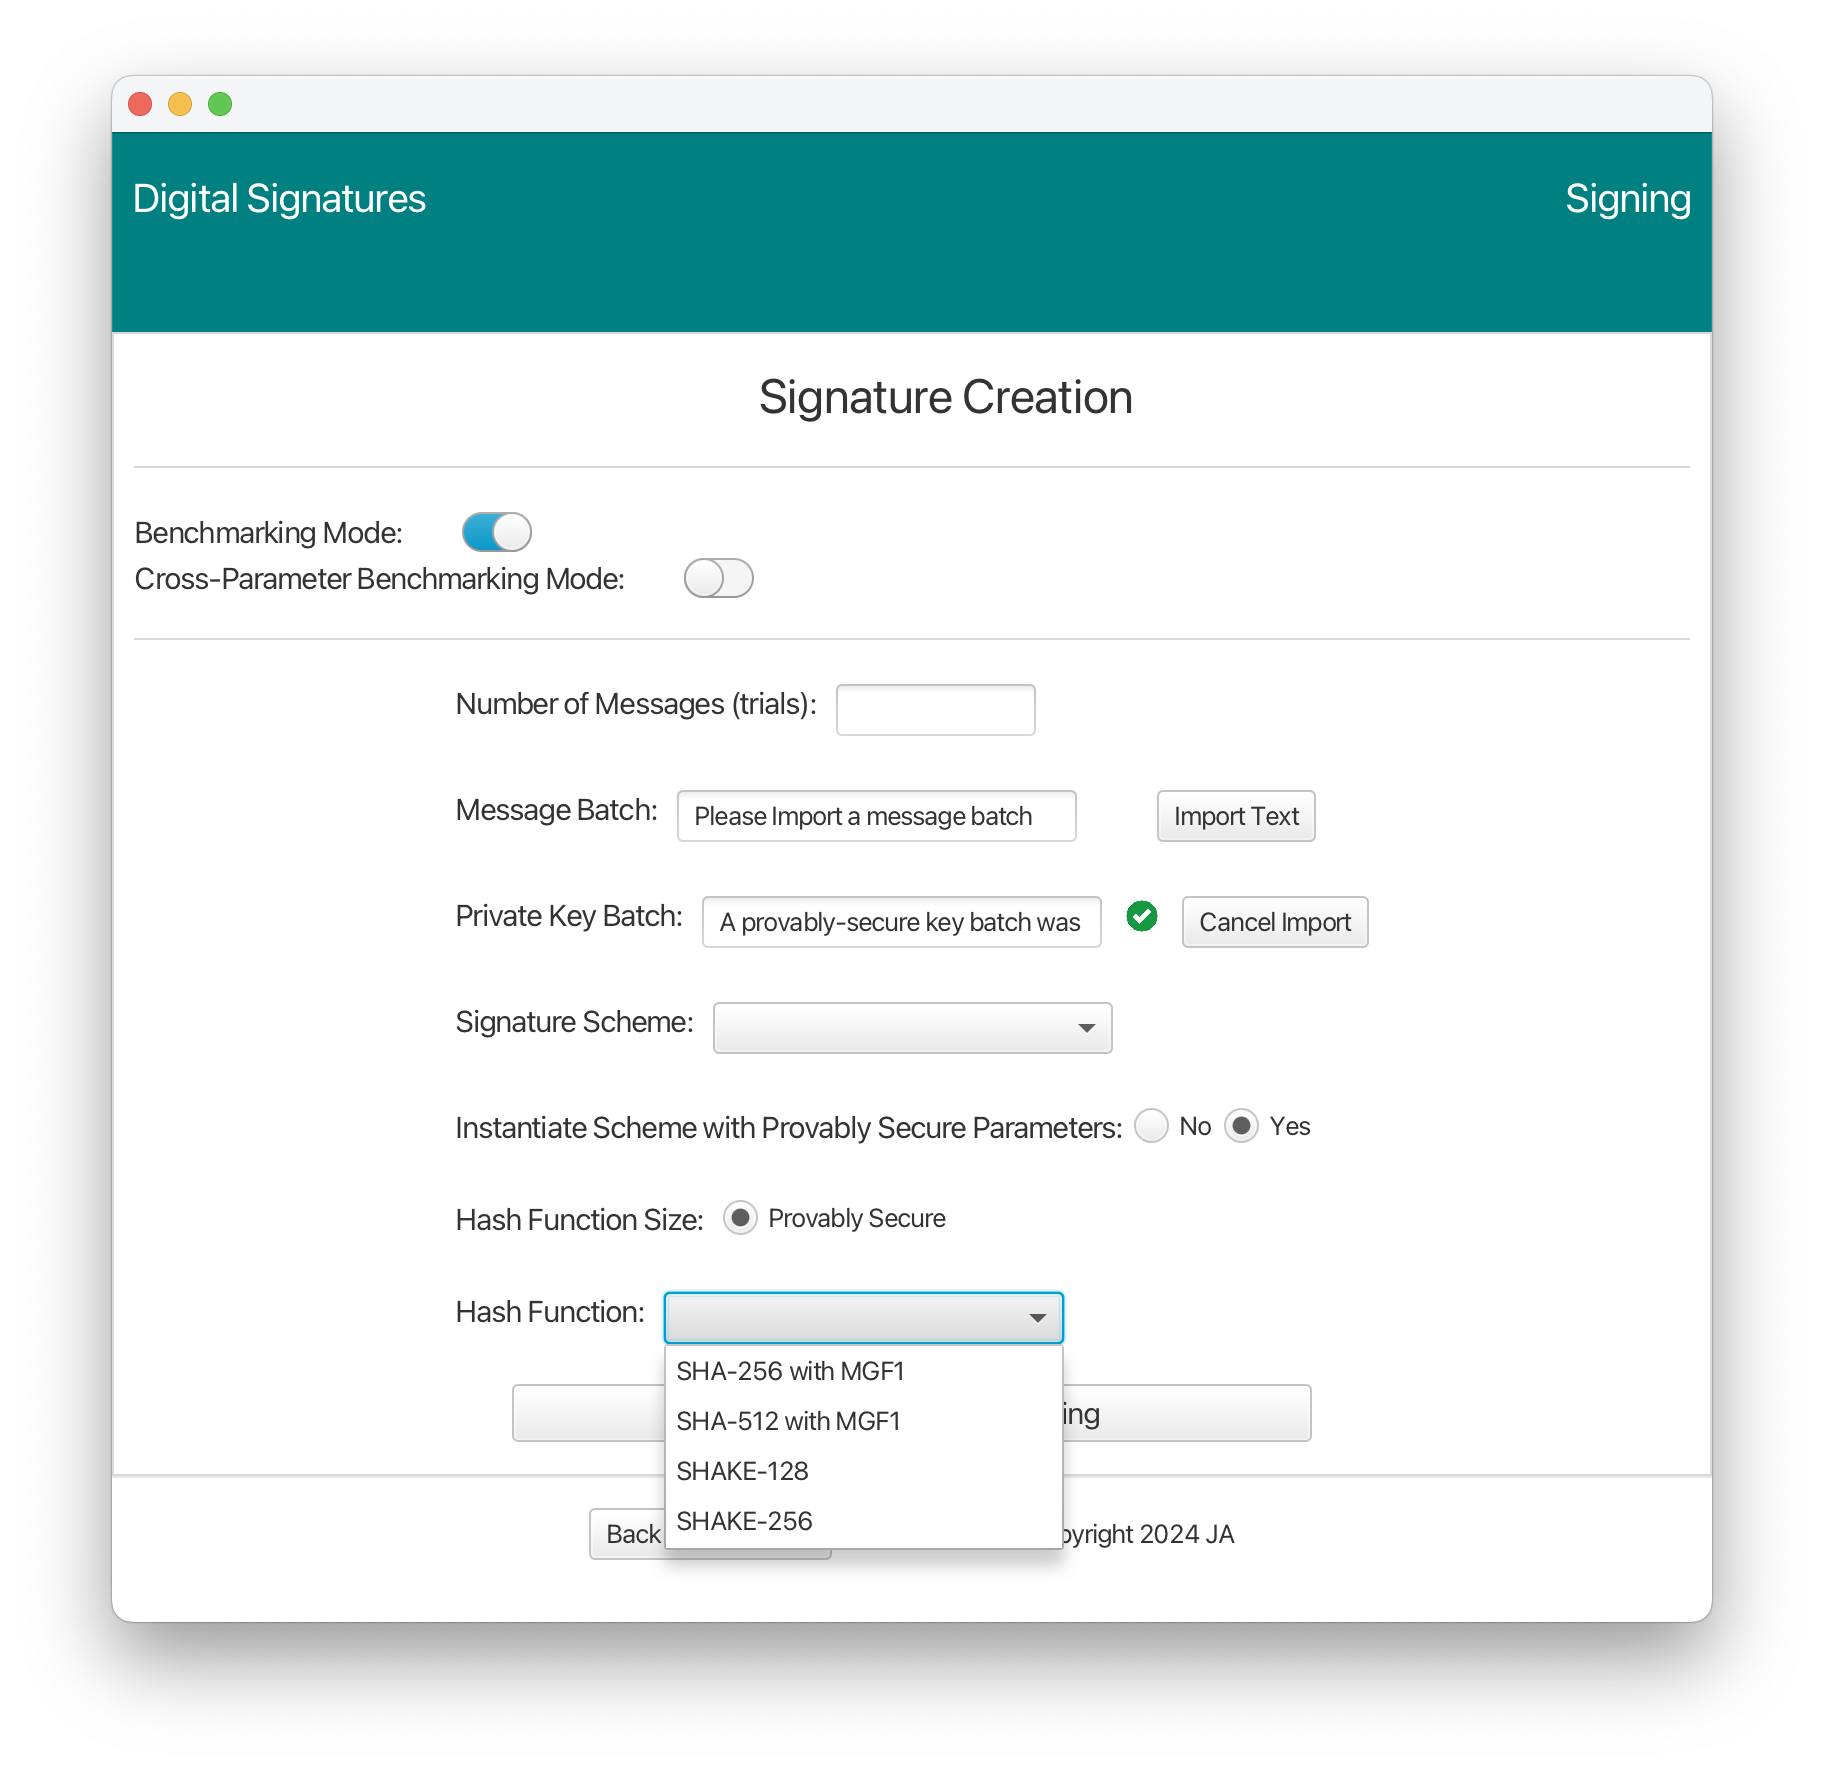 Digital Signatures
Signing
Signature Creation
Benchmarking Mode:
Cross-Parameter Benchmarking Mode:
Number of Messages (trials):
Message Batch: Please Import a message batch Import Text
Private Key Batch: A provably-secure key batch was Cancel Import
Signature Scheme:
Instantiate Scheme with Provably Secure Parameters: No Yes
Hash Function Size: Provably Secure
Hash Function:
SHA-256 with MGF1
SHA-512 with MGF1
SHAKE-128
SHAKE-256
Back
2024 JA